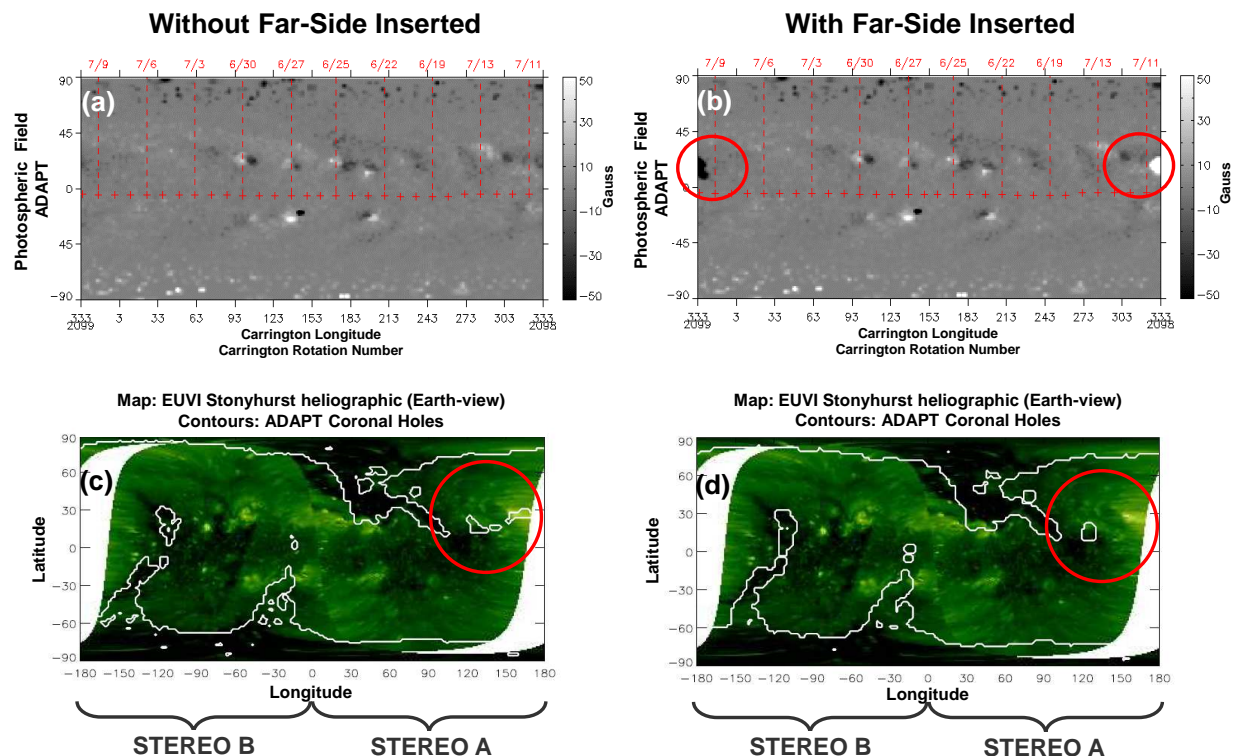 Without Far-Side Inserted
With Far-Side Inserted
7/9 7/6 7/3 6/30 6/27 6/25 6/22 6/19 7/13 7/11
(a)
90
45
0
−45
−90
Photospheric Field
ADAPT
333 3 33 63 93 123 153 183 213 243 273 303 333
2099 2098
Carrington Longitude
Carrington Rotation Number
50
30
10
−10
−30
−50
Gauss
7/9 7/6 7/3 6/30 6/27 6/25 6/22 6/19 7/13 7/11
(b)
90
45
0
-45
−90
Photospheric Field
ADAPT
333 3 33 63 93 123 153 183 213 243 273 303 333
2099 2098
Carrington Longitude
Carrington Rotation Number
50
30
10
−10
−30
−50
Gauss
Map: EUVI Stonyhurst heliographic (Earth-view)
Contours: ADAPT Coronal Holes
(c)
90
60
30
0
−30
−60
−90
Latitude
−180 −150 −120 −90 −60 −30 0 30 60 90 120 150 180
Longitude
STEREO B STEREO A
Map: EUVI Stonyhurst heliographic (Earth-view)
Contours: ADAPT Coronal Holes
(d)
90
60
30
0
−30
−60
−90
Latitude
−180 −150 −120 −90 −60 −30 0 30 60 90 120 150 180
Longitude
STEREO B STEREO A